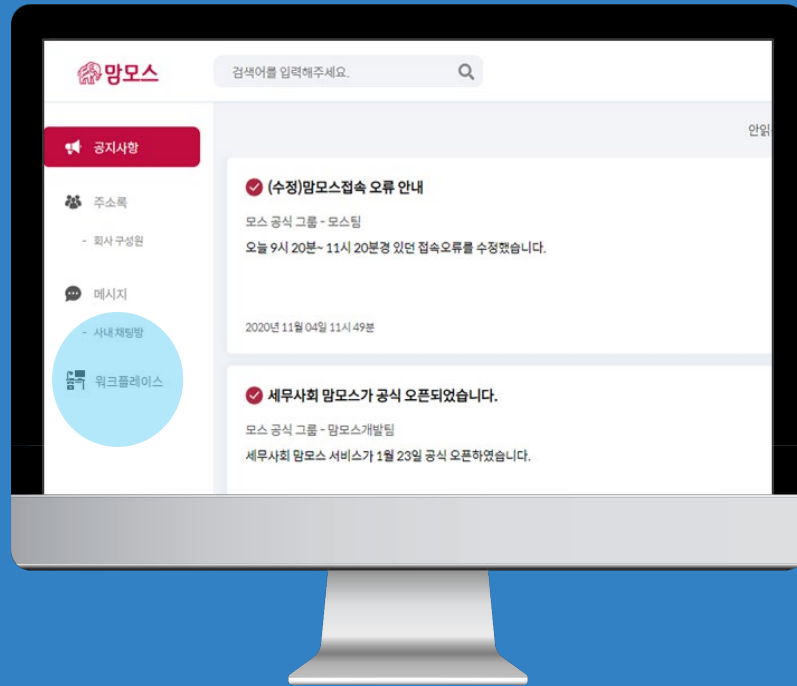 맘모스
검색어를 입력해주세요.
안읽
공지사항
주소록
- 회사 구성원
메시지
- 사내 채팅방
워크플레이스
(수정)맘모스접속 오류 안내
모스 공식 그룹 - 모스팀
오늘 9시 20분~ 11시 20분경 있던 접속오류를 수정했습니다.
2020년 11월 04일 11시 49분
세무사회 맘모스가 공식 오픈되었습니다.
모스 공식 그룹 - 맘모스개발팀
세무사회 맘모스 서비스가 1월 23일 공식 오픈하였습니다.